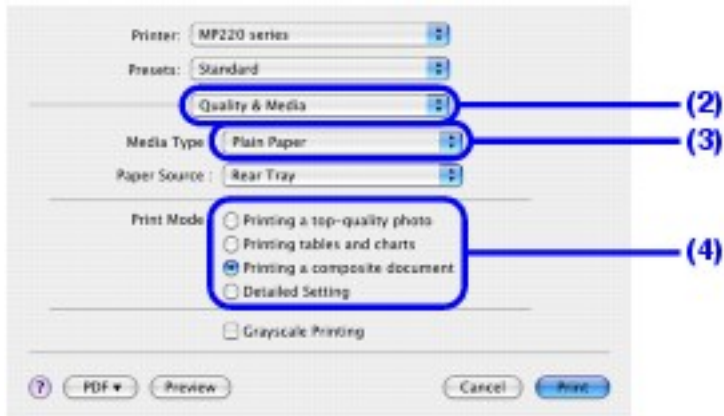 Printer: MP220 series
Presets: Standard
Quality & Media
(2)
Media Type : Plain Paper
(3)
Paper Source : Rear Tray
Print Mode
Printing a top-quality photo
Printing tables and charts
Printing a composite document
Detailed Setting
(4)
Grayscale Printing
? PDF ▾ Preview Cancel Print